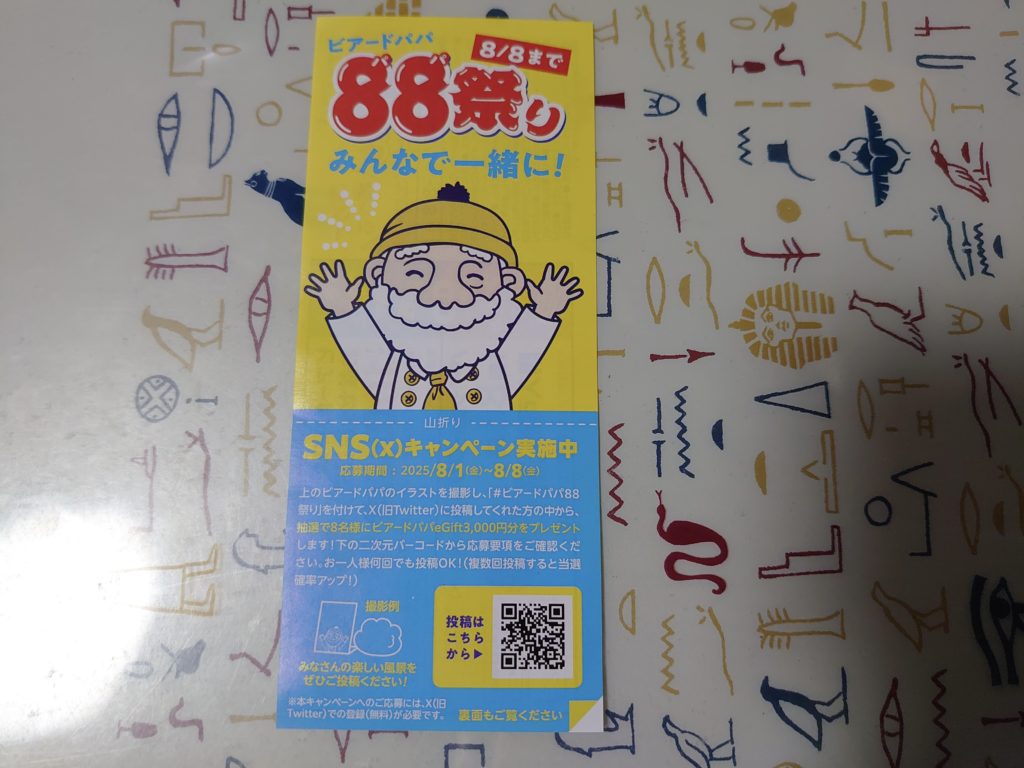 ビアードパパ
8/8まで
パパ
88祭り
みんなで一緒に!
山折り
SNS(X)キャンペーン実施中
応募期間：2025/8/1(金)~8/8(金)
上のビアードパパのイラストを撮影し、「#ビアードパパ88
祭り」を付けて、X(旧Twitter)に投稿してくれた方の中から、
抽選で8名様にビアードパパeGift3,000円分をプレゼント
します!下の二次元バーコードから応募要項をご確認くだ
さい。お一人様何回でも投稿OK!(複数回投稿すると当選
確率アップ!)
撮影例
みなさんの楽しい風景を
ぜひご投稿ください!
投稿は
こちら
から▶
※本キャンペーンへのご応募には、X(旧
Twitter)での登録(無料)が必要です。
裏面もご覧ください